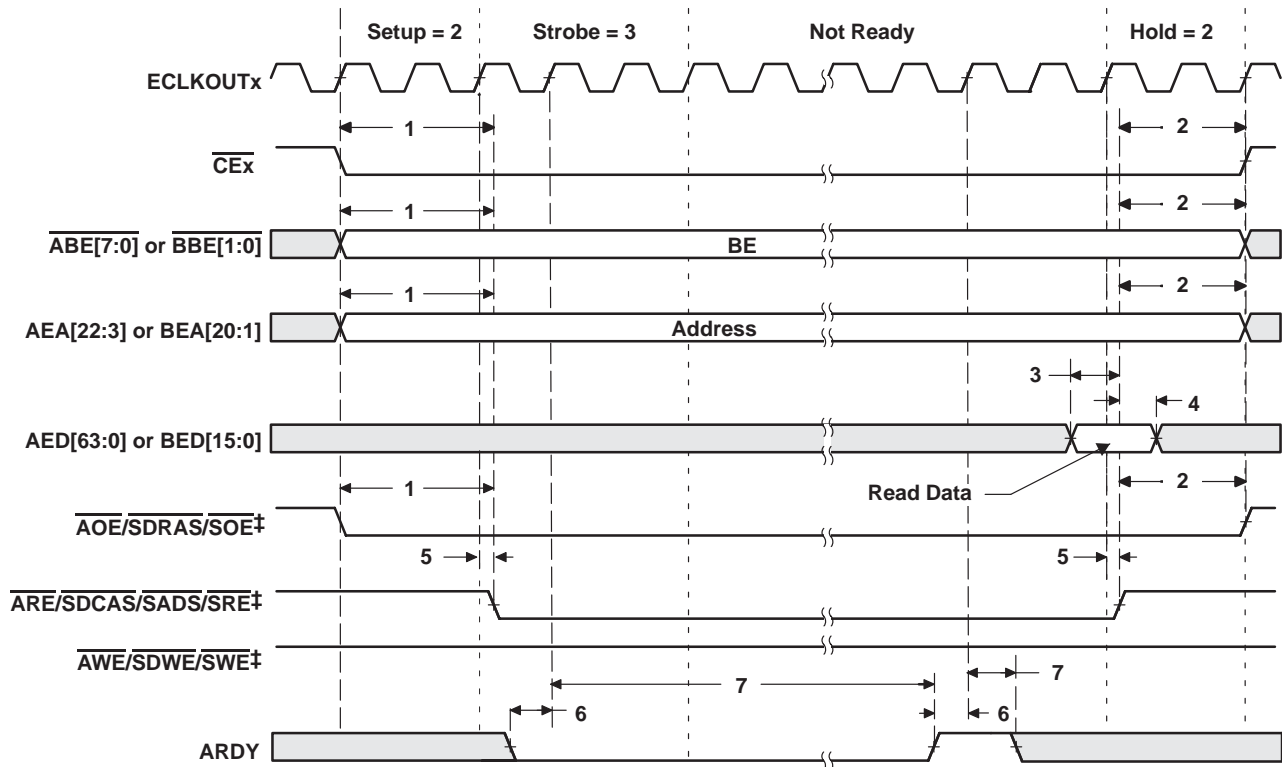 Setup = 2
Strobe = 3
Not Ready
Hold = 2
ECLKOUTx
1
2
CEx
1
2
ABE[7:0] or BBE[1:0]
BE
1
2
AEA[22:3] or BEA[20:1]
Address
3
4
AED[63:0] or BED[15:0]
Read Data
1
2
AOE/SDRAS/SOE‡
5
5
ARE/SDCAS/SADS/SRE‡
AWE/SDWE/SWE‡
7
7
6
6
ARDY